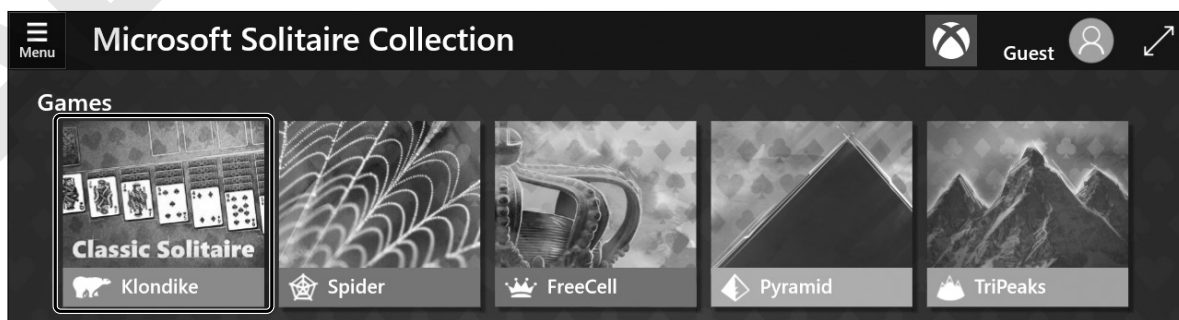 Menu
Microsoft Solitaire Collection
Guest
Games
Classic Solitaire
Klondike
Spider
FreeCell
Pyramid
TriPeaks